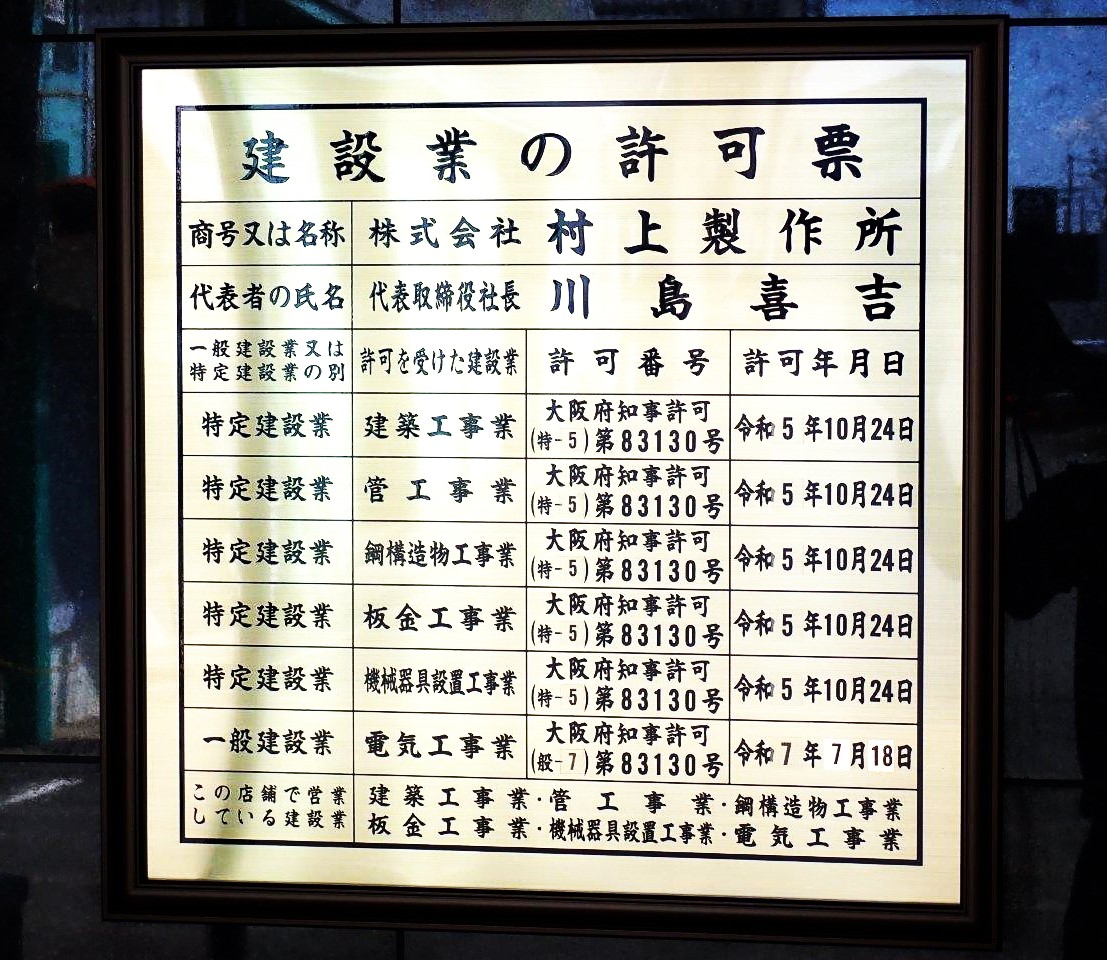 建設業の許可票
商号又は名称 株式会社 村上製作所
代表者の氏名 代表取締役社長 川島喜吉
一般建設業又は
特定建設業の別 許可を受けた建設業 許可番号 許可年月日
特定建設業 建築工事業 大阪府知事許可
(特-5)第83130号 令和5年10月24日
特定建設業 管工事業 大阪府知事許可
(特-5)第83130号 令和5年10月24日
特定建設業 鋼構造物工事業 大阪府知事許可
(特-5)第83130号 令和5年10月24日
特定建設業 板金工事業 大阪府知事許可
(特-5)第83130号 令和5年10月24日
特定建設業 機械器具設置工事業 大阪府知事許可
(特-5)第83130号 令和5年10月24日
一般建設業 電気工事業 大阪府知事許可
(般-7)第83130号 令和7年7月18日
この店舗で営業
している建設業
建築工事業・管工事業・鋼構造物工事業
板金工事業・機械器具設置工事業・電気工事業